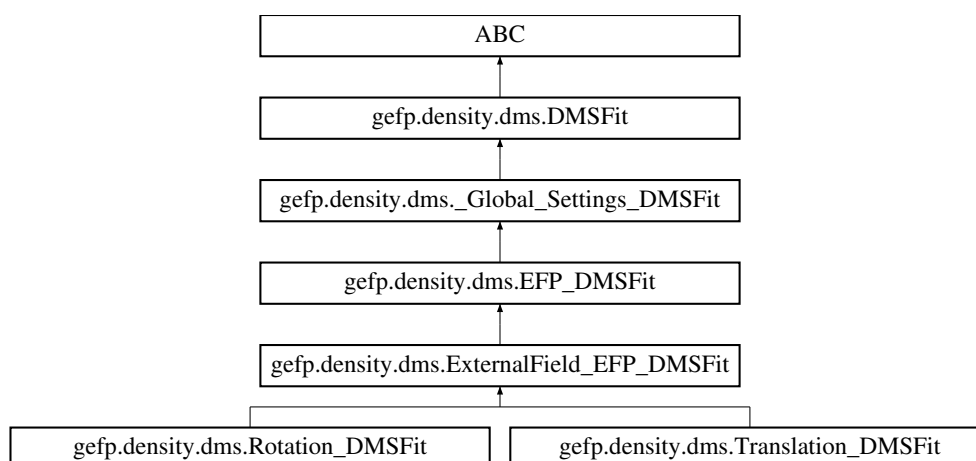 ABC
gefp.density.dms.DMSFit
gefp.density.dms._Global_Settings_DMSFit
gefp.density.dms.EFP_DMSFit
gefp.density.dms.ExternalField_EFP_DMSFit
gefp.density.dms.Rotation_DMSFit
gefp.density.dms.Translation_DMSFit